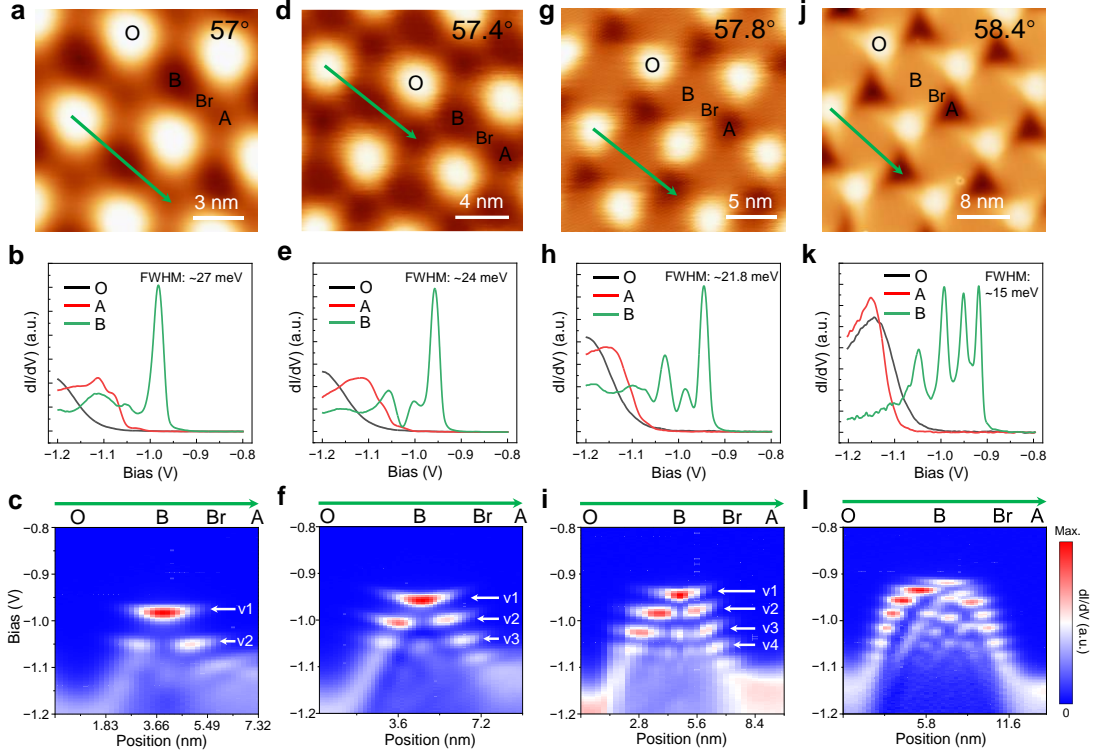 a
57°
O
B
Br
A
3 nm
d
57.4°
O
B
Br
A
4 nm
g
57.8°
O
B
Br
A
5 nm
j
58.4°
O
B
Br
A
8 nm
b
FWHM: ~27 meV
O
A
B
dI/dV) (a.u.)
-1.2 -1.1 -1.0 -0.9 -0.8
Bias (V)
e
FWHM: ~24 meV
O
A
B
dI/dV) (a.u.)
-1.2 -1.1 -1.0 -0.9 -0.8
Bias (V)
h
FWHM: ~21.8 meV
O
A
B
dI/dV) (a.u.)
-1.2 -1.1 -1.0 -0.9 -0.8
Bias (V)
k
FWHM:
~15 meV
O
A
B
dI/dV) (a.u.)
-1.2 -1.1 -1.0 -0.9 -0.8
Bias (V)
c
O B Br A
-0.8
-0.9
-1.0
-1.1
-1.2
Bias (V)
v1
v2
1.83 3.66 5.49 7.32
Position (nm)
f
O B Br A
-0.8
-0.9
-1.0
-1.1
-1.2
v1
v2
v3
3.6 7.2
Position (nm)
i
O B Br A
-0.8
-0.9
-1.0
-1.1
-1.2
v1
v2
v3
v4
2.8 5.6 8.4
Position (nm)
l
O B Br A
-0.8
-0.9
-1.0
-1.1
-1.2
5.8 11.6
Position (nm)
Max.
dI/dV (a.u.)
0